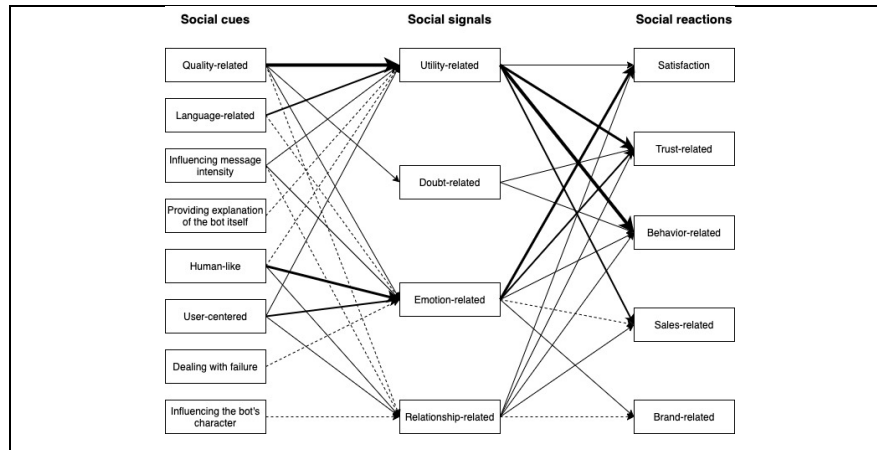 Social cues
Social signals
Social reactions
Quality-related
Utility-related
Satisfaction
Language-related
Trust-related
Influencing message
intensity
Doubt-related
Providing explanation
of the bot itself
Behavior-related
Human-like
Emotion-related
User-centered
Sales-related
Dealing with failure
Influencing the bot's
character
Relationship-related
Brand-related